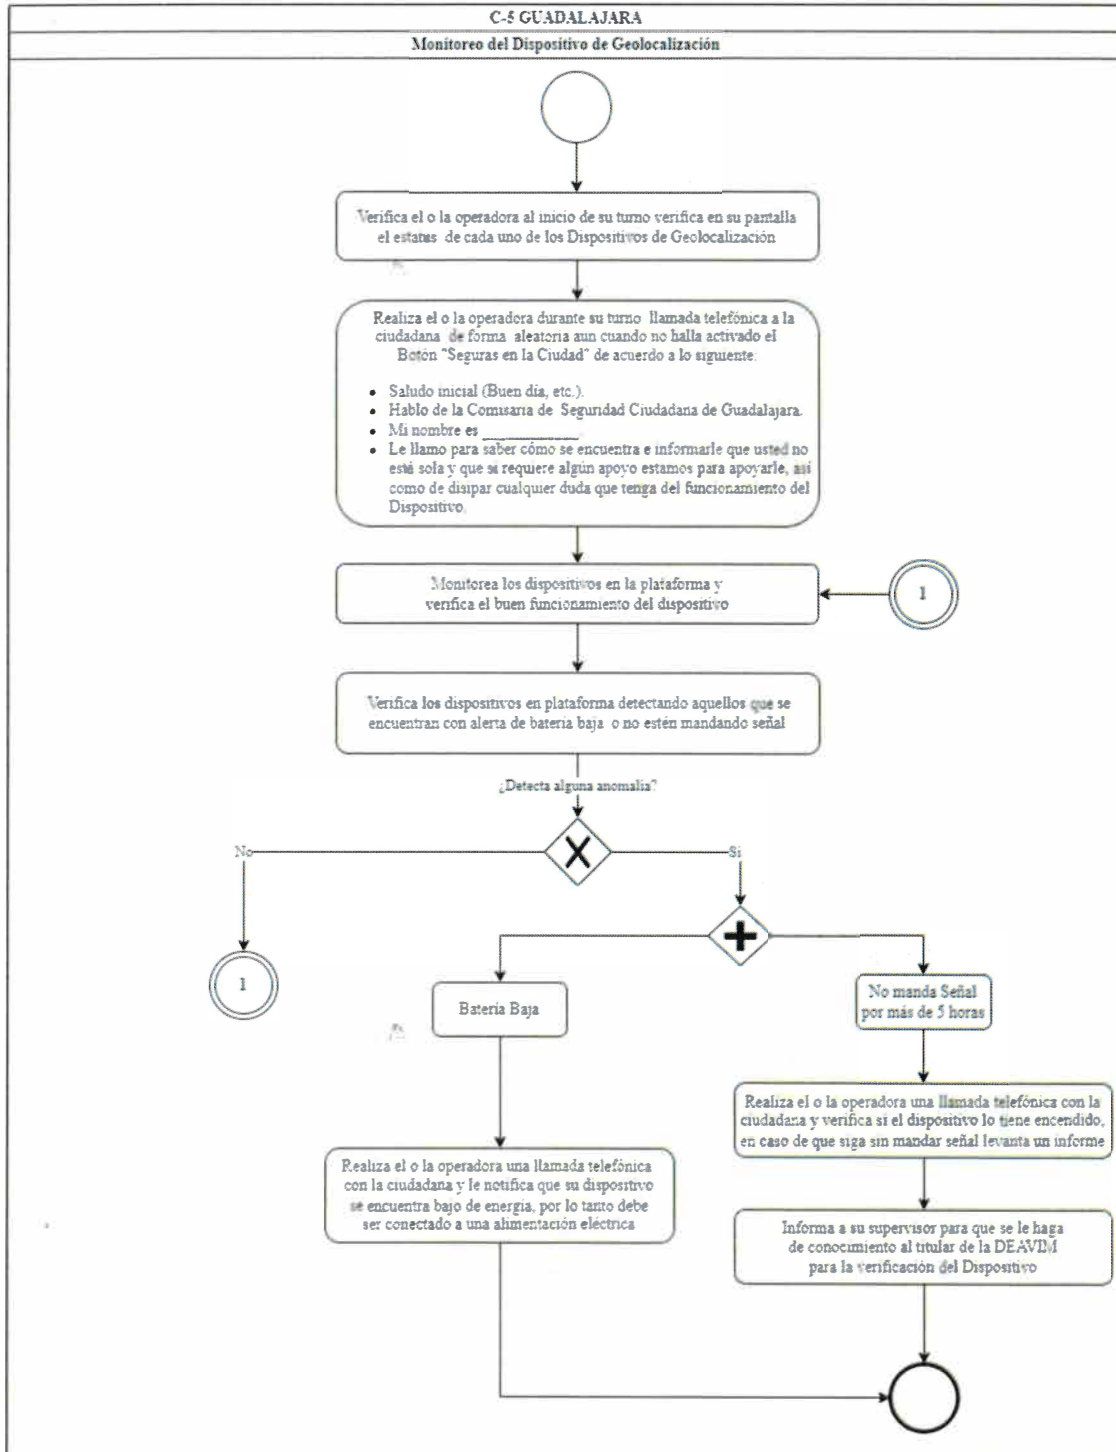 C-5 GUADALAJARA
Monitoreo del Dispositivo de Geolocalización
Verifica el o la operadora al inicio de su turno verifica en su pantalla
el estatus de cada uno de los Dispositivos de Geolocalización
Realiza el o la operadora durante su turno llamada telefónica a la
ciudadana de forma aleatoria aun cuando no halla activado el
Botón "Seguras en la Ciudad" de acuerdo a lo siguiente:
• Saludo inicial (Buen día, etc.).
• Hablo de la Comisaría de Seguridad Ciudadana de Guadalajara.
• Mi nombre es ____________.
• Le llamo para saber cómo se encuentra e informarle que usted no
está sola y que si requiere algún apoyo estamos para apoyarle, así
como de disipar cualquier duda que tenga del funcionamiento del
Dispositivo.
Monitorea los dispositivos en la plataforma y
verifica el buen funcionamiento del dispositivo
1
Verifica los dispositivos en plataforma detectando aquellos que se
encuentran con alerta de batería baja o no estén mandando señal
¿Detecta alguna anomalía?
No
Si
1
Batería Baja
No manda Señal
por más de 5 horas
Realiza el o la operadora una llamada telefónica con la
ciudadana y verifica si el dispositivo lo tiene encendido,
en caso de que siga sin mandar señal levanta un informe
Realiza el o la operadora una llamada telefónica
con la ciudadana y le notifica que su dispositivo
se encuentra bajo de energía, por lo tanto debe
ser conectado a una alimentación eléctrica
Informa a su supervisor para que se le haga
de conocimiento al titular de la DEAVIM
para la verificación del Dispositivo